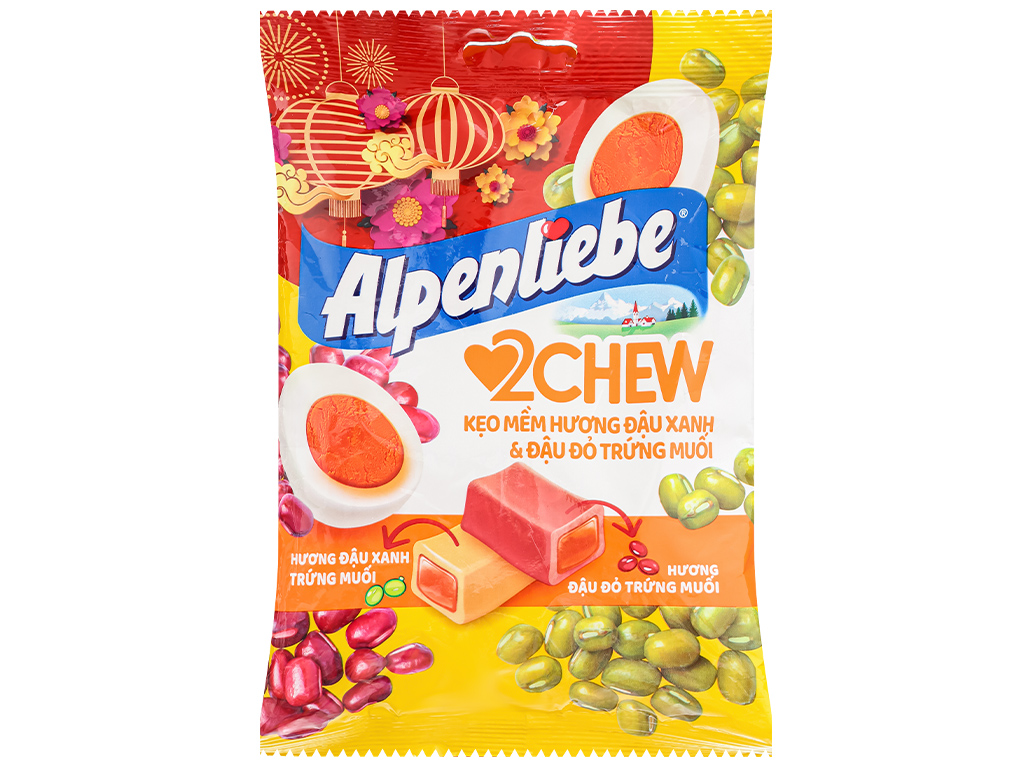 Alpenliebe®
2CHEW
KẸO MỀM HƯƠNG ĐẬU XANH
& ĐẬU ĐỎ TRỨNG MUỐI
HƯƠNG ĐẬU XANH
TRỨNG MUỐI
HƯƠNG
ĐẬU ĐỎ TRỨNG MUỐI